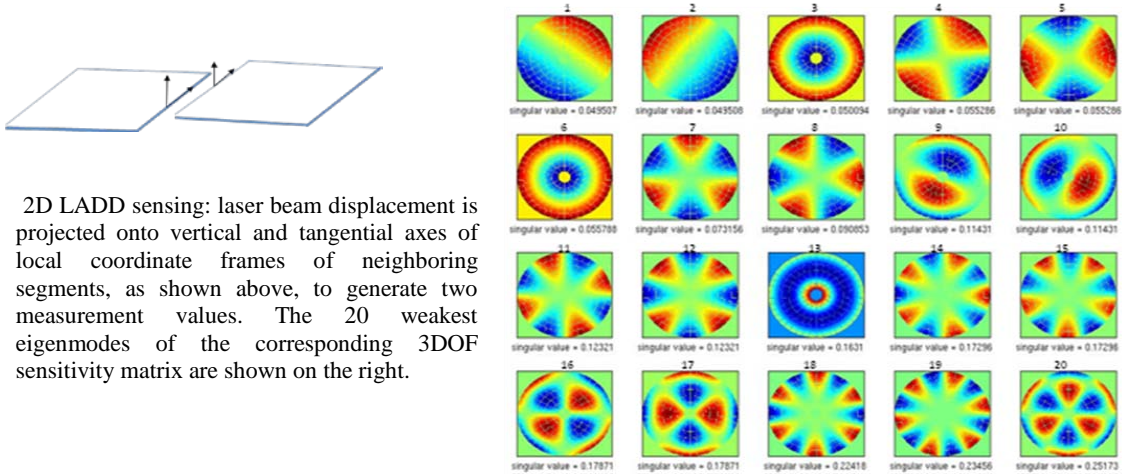 2D LADD sensing: laser beam displacement is
projected onto vertical and tangential axes of
local coordinate frames of neighboring
segments, as shown above, to generate two
measurement values. The 20 weakest
eigenmodes of the corresponding 3DOF
sensitivity matrix are shown on the right.
1 2 3 4 5
singular value = 0.049507 singular value = 0.049508 singular value = 0.050094 singular value = 0.055286 singular value = 0.055286
6 7 8 9 10
singular value = 0.055788 singular value = 0.073156 singular value = 0.090853 singular value = 0.11431 singular value = 0.11431
11 12 13 14 15
singular value = 0.12321 singular value = 0.12321 singular value = 0.1631 singular value = 0.17296 singular value = 0.17296
16 17 18 19 20
singular value = 0.17871 singular value = 0.17871 singular value = 0.22418 singular value = 0.23456 singular value = 0.25173